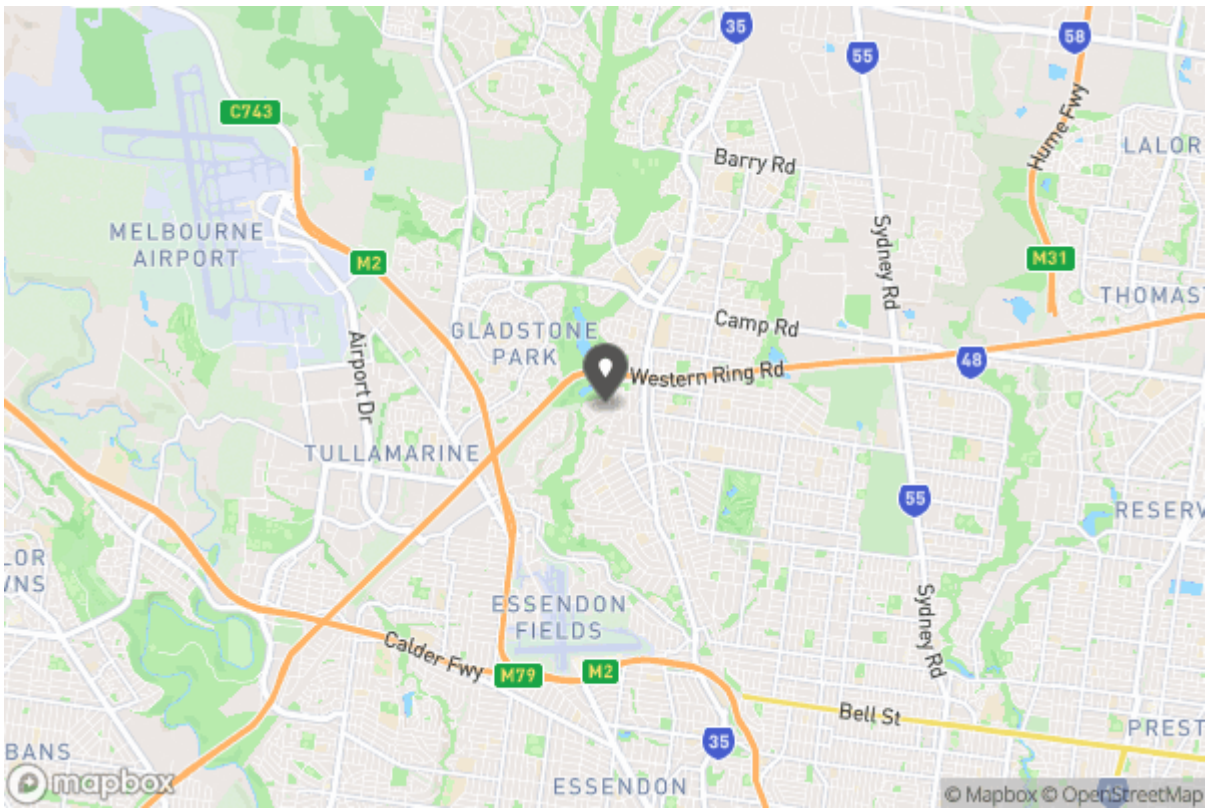 35
55
58
C743
Hume Fwy
LALOR
Barry Rd
MELBOURNE
AIRPORT
Sydney Rd
M2
M31
THOMAST
GLADSTONE
PARK
Camp Rd
48
Airport Dr
Western Ring Rd
TULLAMARINE
55
RESERV
LOR
WNS
ESSENDON
FIELDS
Sydney Rd
Calder Fwy
M79
M2
Bell St
PREST
35
BANS
ESSENDON
mapbox
© Mapbox © OpenStreetMap